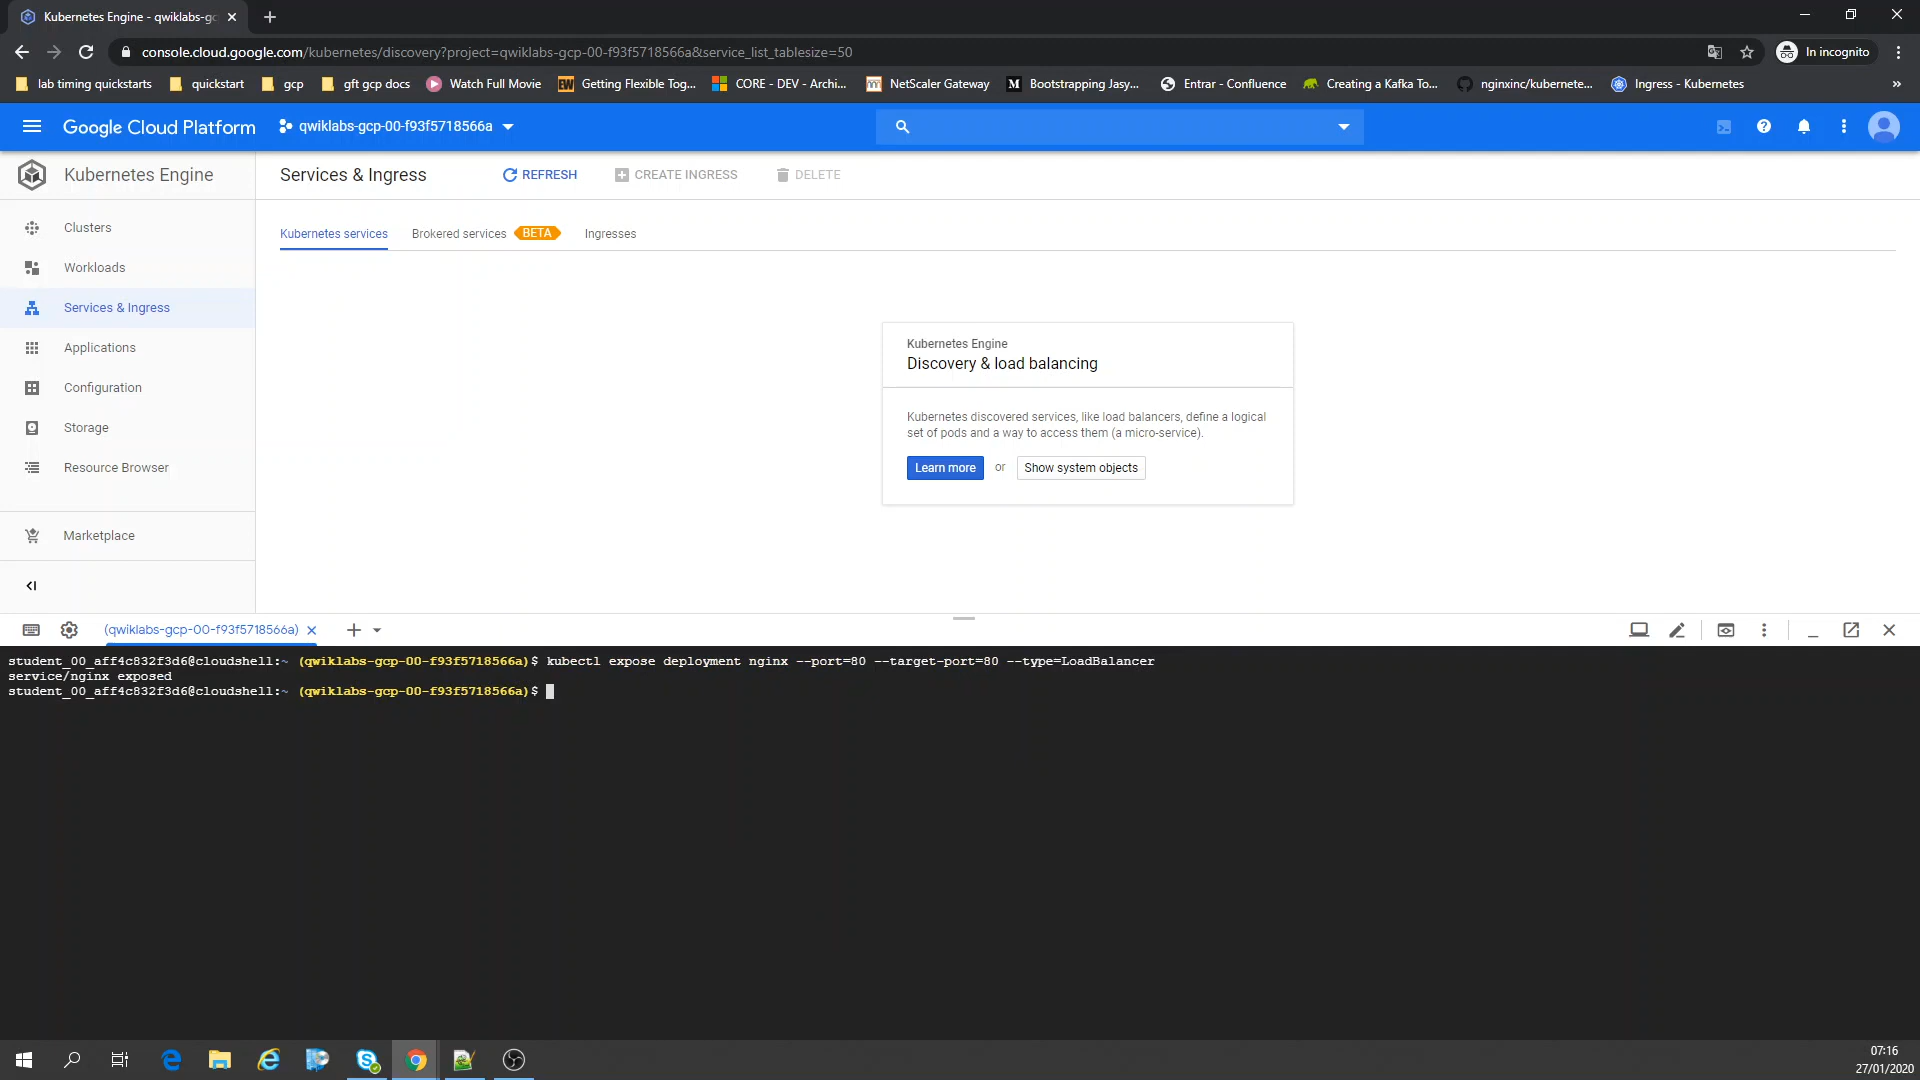 Kubernetes Engine - qwiklabs-gc
console.cloud.google.com/kubernetes/discovery?project=qwiklabs-gcp-00-f93f5718566a&service_list_tablesize=50
In incognito
lab timing quickstarts
quickstart
gcp
gft gcp docs
Watch Full Movie
Getting Flexible Tog...
CORE - DEV - Archi...
NetScaler Gateway
Bootstrapping Jasy...
Entrar - Confluence
Creating a Kafka To...
nginxinc/kubernete...
Ingress - Kubernetes
»
Google Cloud Platform
qwiklabs-gcp-00-f93f5718566a
Kubernetes Engine
Services & Ingress
REFRESH
CREATE INGRESS
DELETE
Clusters
Workloads
Services & Ingress
Applications
Configuration
Storage
Resource Browser
Marketplace
Kubernetes services
Brokered services
BETA
Ingresses
Kubernetes Engine
Discovery & load balancing
Kubernetes discovered services, like load balancers, define a logical
set of pods and a way to access them (a micro-service).
Learn more
or
Show system objects
(qwiklabs-gcp-00-f93f5718566a)
student_00_aff4c832f3d6@cloudshell:~ (qwiklabs-gcp-00-f93f5718566a)$ kubectl expose deployment nginx --port=80 --target-port=80 --type=LoadBalancer
service/nginx exposed
student_00_aff4c832f3d6@cloudshell:~ (qwiklabs-gcp-00-f93f5718566a)$
07:16
27/01/2020